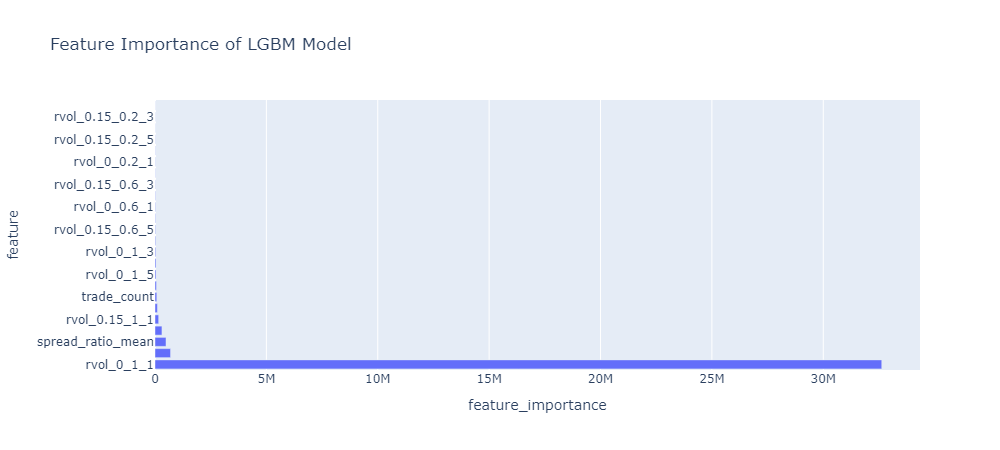 Feature Importance of LGBM Model
feature
rvol_0.15_0.2_3
rvol_0.15_0.2_5
rvol_0_0.2_1
rvol_0.15_0.6_3
rvol_0_0.6_1
rvol_0.15_0.6_5
rvol_0_1_3
rvol_0_1_5
trade_count
rvol_0.15_1_1
spread_ratio_mean
rvol_0_1_1
0 5M 10M 15M 20M 25M 30M
feature_importance